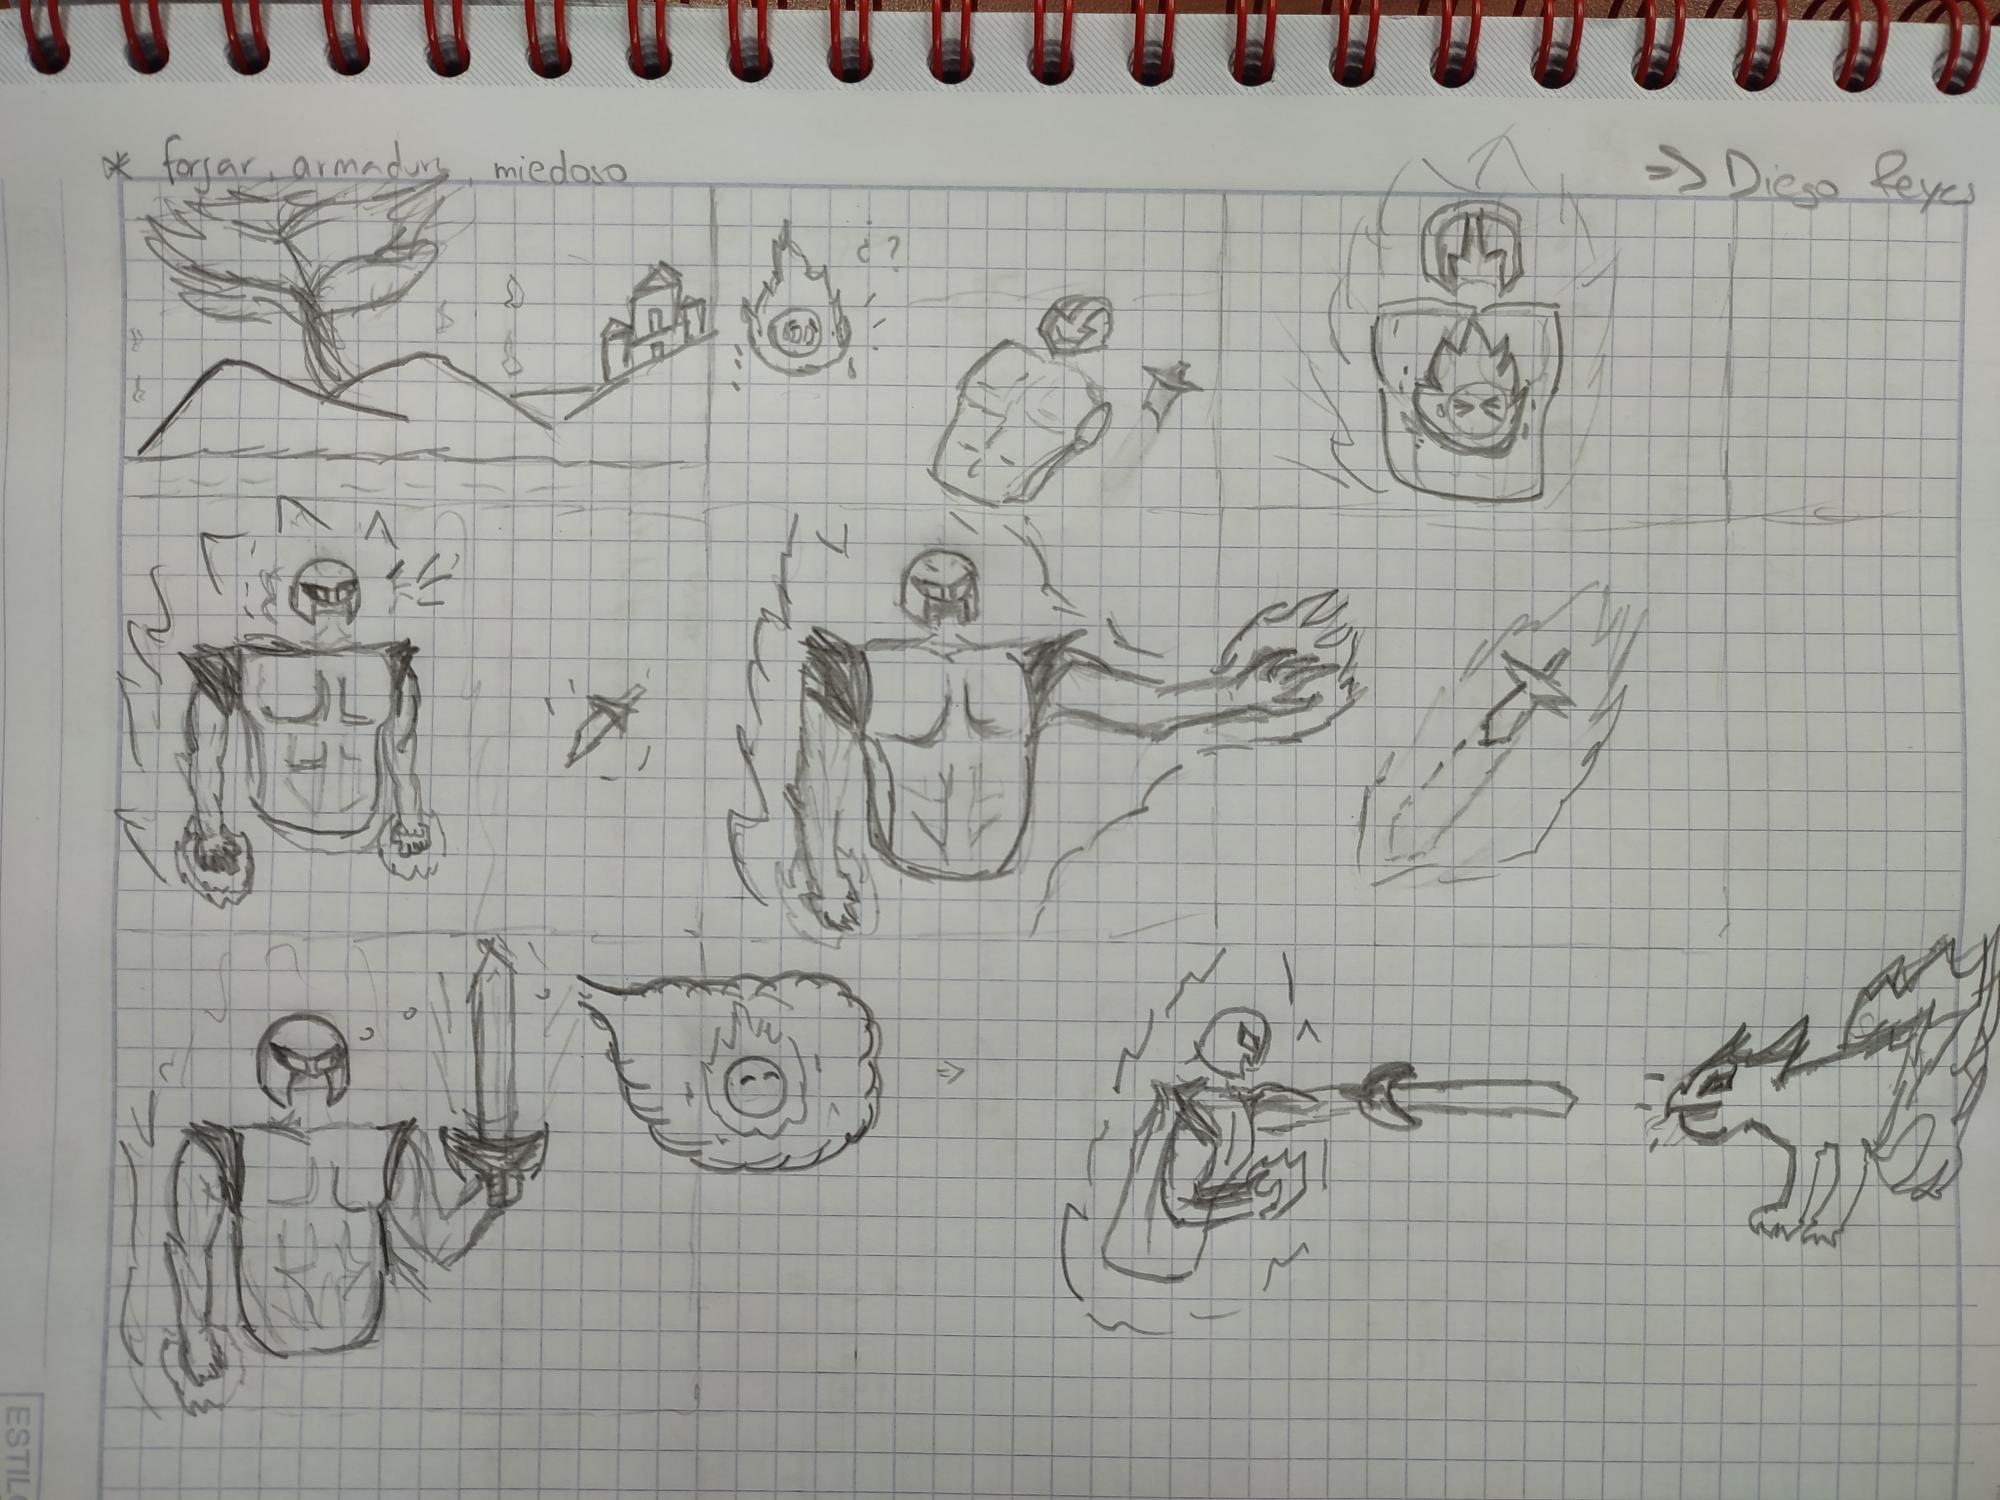 * forjar, armadura, miedoso
=> Diego Reyes
¿?
=>